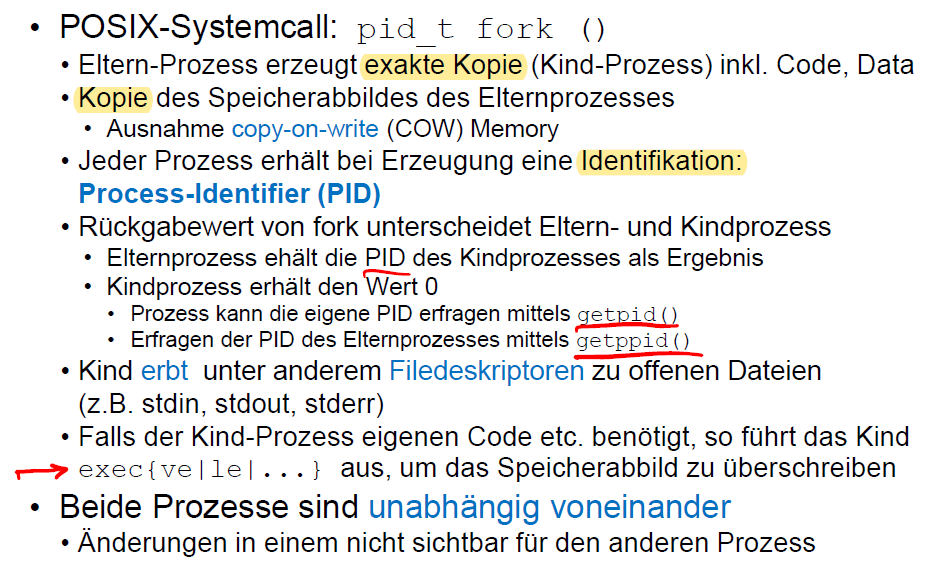 • POSIX-Systemcall: pid_t fork ()
• Eltern-Prozess erzeugt exakte Kopie (Kind-Prozess) inkl. Code, Data
• Kopie des Speicherabbildes des Elternprozesses
• Ausnahme copy-on-write (COW) Memory
• Jeder Prozess erhält bei Erzeugung eine Identifikation:
Process-Identifier (PID)
• Rückgabewert von fork unterscheidet Eltern- und Kindprozess
• Elternprozess ehält die PID des Kindprozesses als Ergebnis
• Kindprozess erhält den Wert 0
• Prozess kann die eigene PID erfragen mittels getpid()
• Erfragen der PID des Elternprozesses mittels getppid()
• Kind erbt unter anderem Filedeskriptoren zu offenen Dateien
(z.B. stdin, stdout, stderr)
• Falls der Kind-Prozess eigenen Code etc. benötigt, so führt das Kind
exec{ve|le|...} aus, um das Speicherabbild zu überschreiben
• Beide Prozesse sind unabhängig voneinander
• Änderungen in einem nicht sichtbar für den anderen Prozess